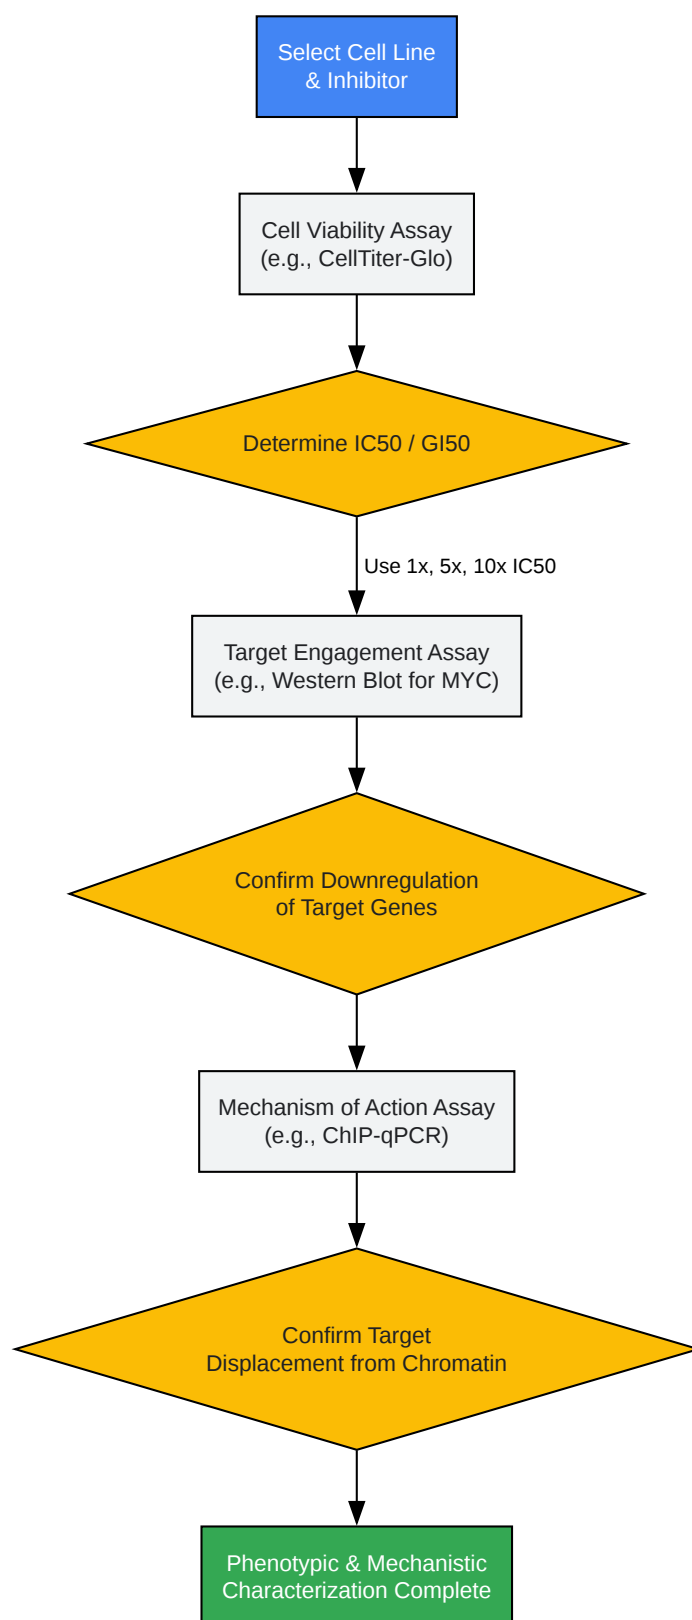 Select Cell Line
& Inhibitor
Cell Viability Assay
(e.g., CellTiter-Glo)
Determine IC50 / GI50
Use 1x, 5x, 10x IC50
Target Engagement Assay
(e.g., Western Blot for MYC)
Confirm Downregulation
of Target Genes
Mechanism of Action Assay
(e.g., ChIP-qPCR)
Confirm Target
Displacement from Chromatin
Phenotypic & Mechanistic
Characterization Complete